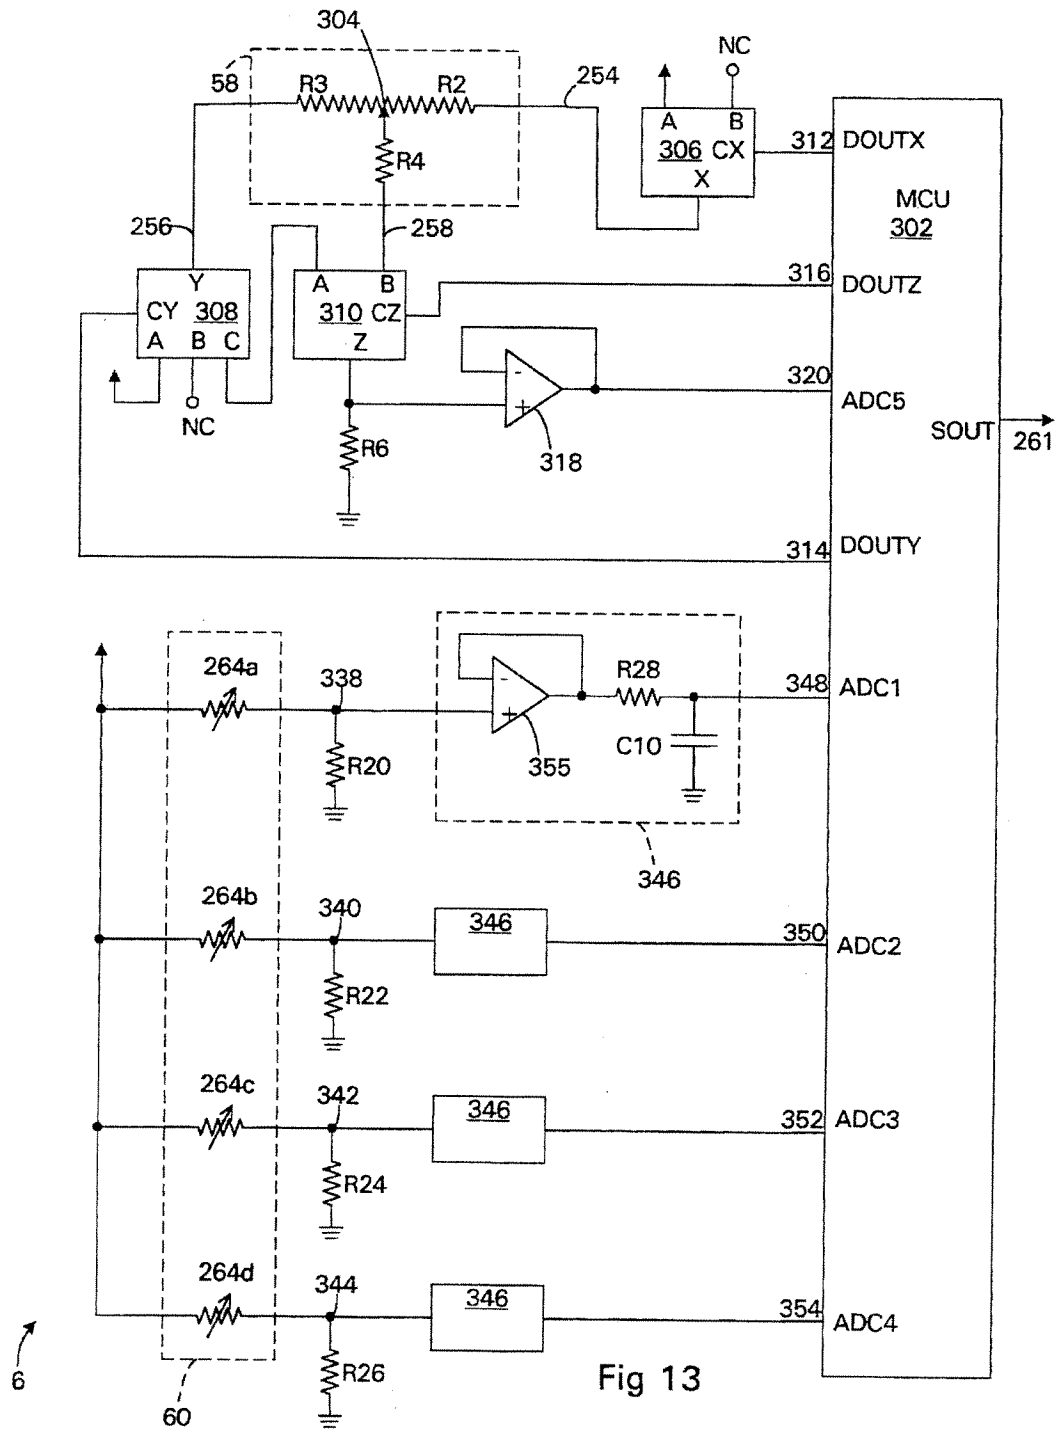 304
NC
58
R3
R2
254
A
B
306
CX
X
312
DOUTX
R4
MCU
302
256
258
Y
CY
308
A
B
C
A
B
310
CZ
Z
316
DOUTZ
NC
-
+
318
320
ADC5
R6
SOUT
261
314
DOUTY
264a
338
R20
-
+
355
R28
C10
348
ADC1
346
264b
340
R22
346
350
ADC2
264c
342
R24
346
352
ADC3
264d
344
R26
346
354
ADC4
6
60
Fig 13